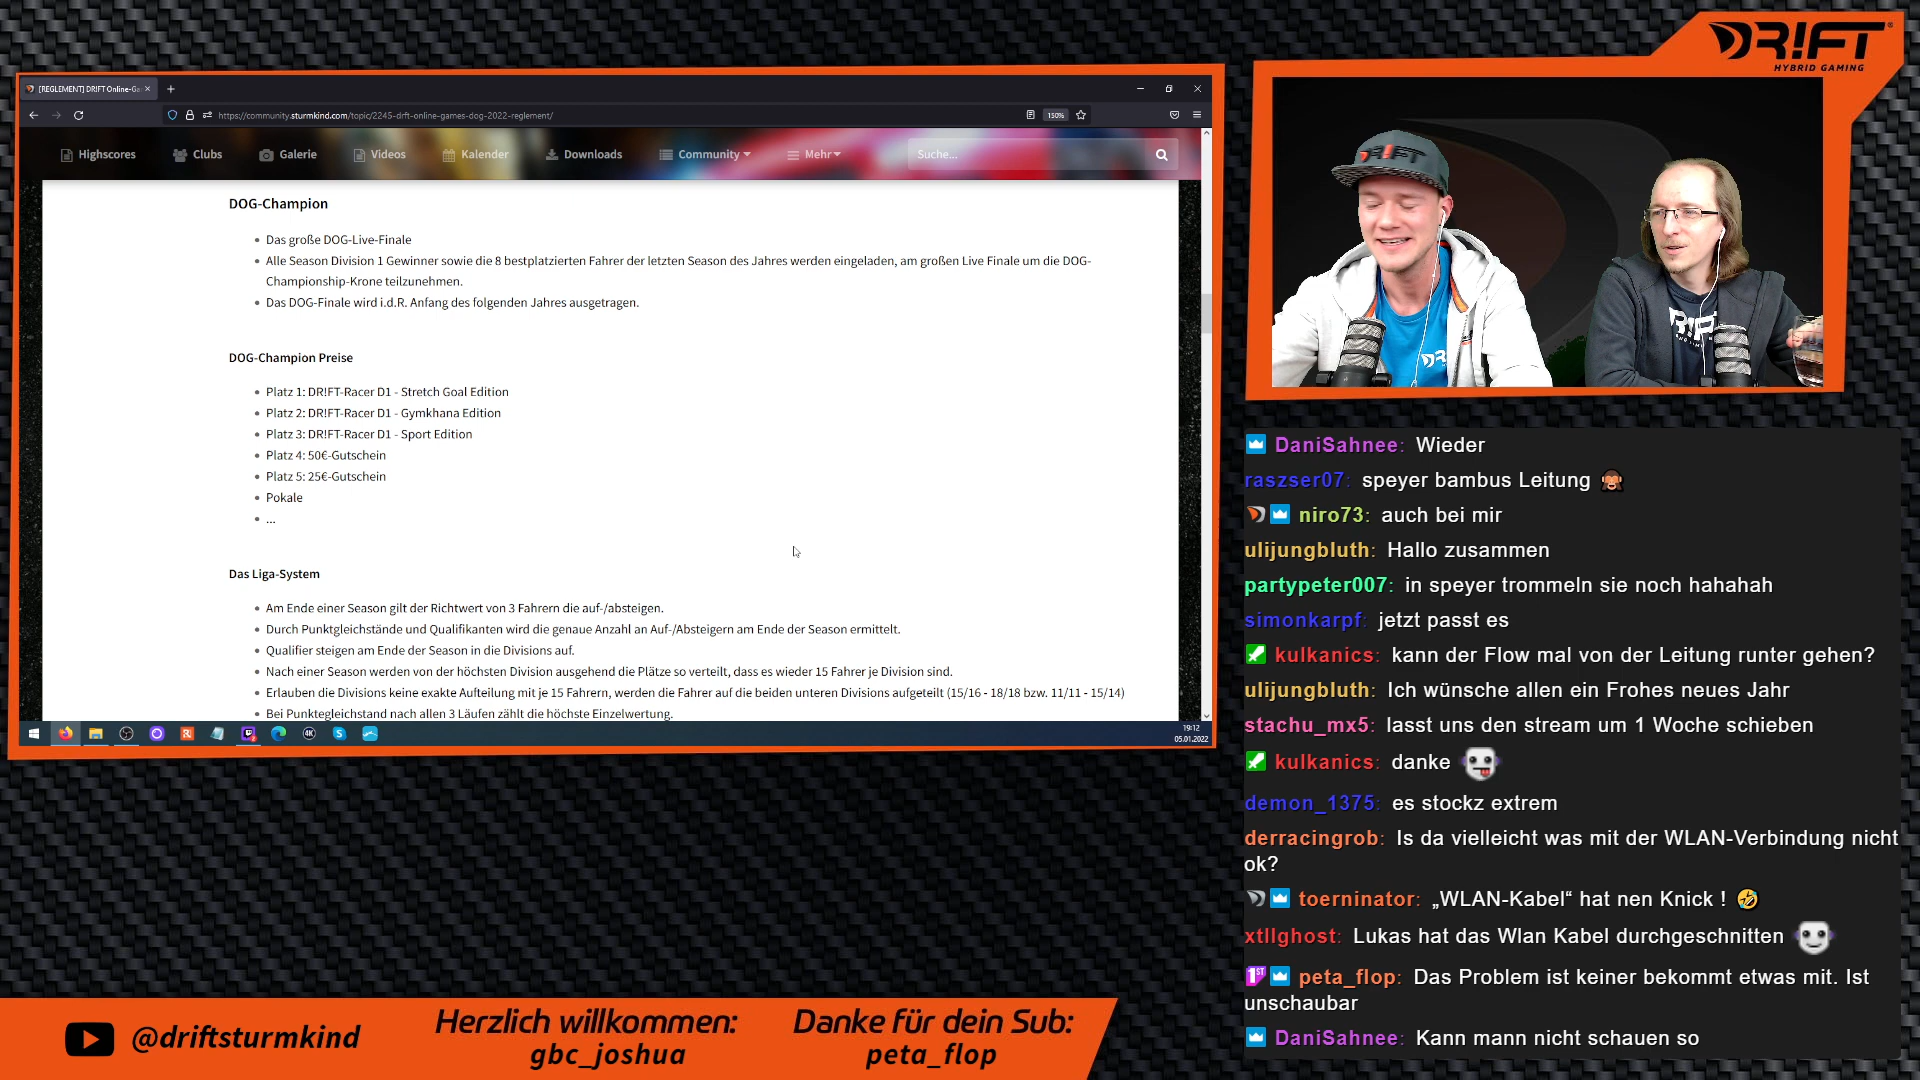 DR!FT
HYBRID GAMING
[REGLEMENT] DR!FT Online-Ga
https://community.sturmkind.com/topic/2245-drft-online-games-dog-2022-reglement/
150%
Highscores
Clubs
Galerie
Videos
Kalender
Downloads
Community
Mehr
Suche...
DOG-Champion
Das große DOG-Live-Finale
Alle Season Division 1 Gewinner sowie die 8 bestplatzierten Fahrer der letzten Season des Jahres werden eingeladen, am großen Live Finale um die DOG-
Championship-Krone teilzunehmen.
Das DOG-Finale wird i.d.R. Anfang des folgenden Jahres ausgetragen.
DOG-Champion Preise
Platz 1: DR!FT-Racer D1 - Stretch Goal Edition
Platz 2: DR!FT-Racer D1 - Gymkhana Edition
Platz 3: DR!FT-Racer D1 - Sport Edition
Platz 4: 50€-Gutschein
Platz 5: 25€-Gutschein
Pokale
...
Das Liga-System
Am Ende einer Season gilt der Richtwert von 3 Fahrern die auf-/absteigen.
Durch Punktgleichstände und Qualifikanten wird die genaue Anzahl an Auf-/Absteigern am Ende der Season ermittelt.
Qualifier steigen am Ende der Season in die Divisions auf.
Nach einer Season werden von der höchsten Division ausgehend die Plätze so verteilt, dass es wieder 15 Fahrer je Division sind.
Erlauben die Divisions keine exakte Aufteilung mit je 15 Fahrern, werden die Fahrer auf die beiden unteren Divisions aufgeteilt (15/16 - 18/18 bzw. 11/11 - 15/14)
Bei Punktegleichstand nach allen 3 Läufen zählt die höchste Einzelwertung.
19:12
05.01.2022
DaniSahnee: Wieder
raszser07: speyer bambus Leitung 🙈
niro73: auch bei mir
ulijungbluth: Hallo zusammen
partypeter007: in speyer trommeln sie noch hahahah
simonkarpf: jetzt passt es
kulkanics: kann der Flow mal von der Leitung runter gehen?
ulijungbluth: Ich wünsche allen ein Frohes neues Jahr
stachu_mx5: lasst uns den stream um 1 Woche schieben
kulkanics: danke
demon_1375: es stockz extrem
derracingrob: Is da vielleicht was mit der WLAN-Verbindung nicht
ok?
toerninator: „WLAN-Kabel“ hat nen Knick ! 🤣
xtllghost: Lukas hat das Wlan Kabel durchgeschnitten
peta_flop: Das Problem ist keiner bekommt etwas mit. Ist
unschaubar
DaniSahnee: Kann mann nicht schauen so
@driftsturmkind
Herzlich willkommen:
gbc_joshua
Danke für dein Sub:
peta_flop